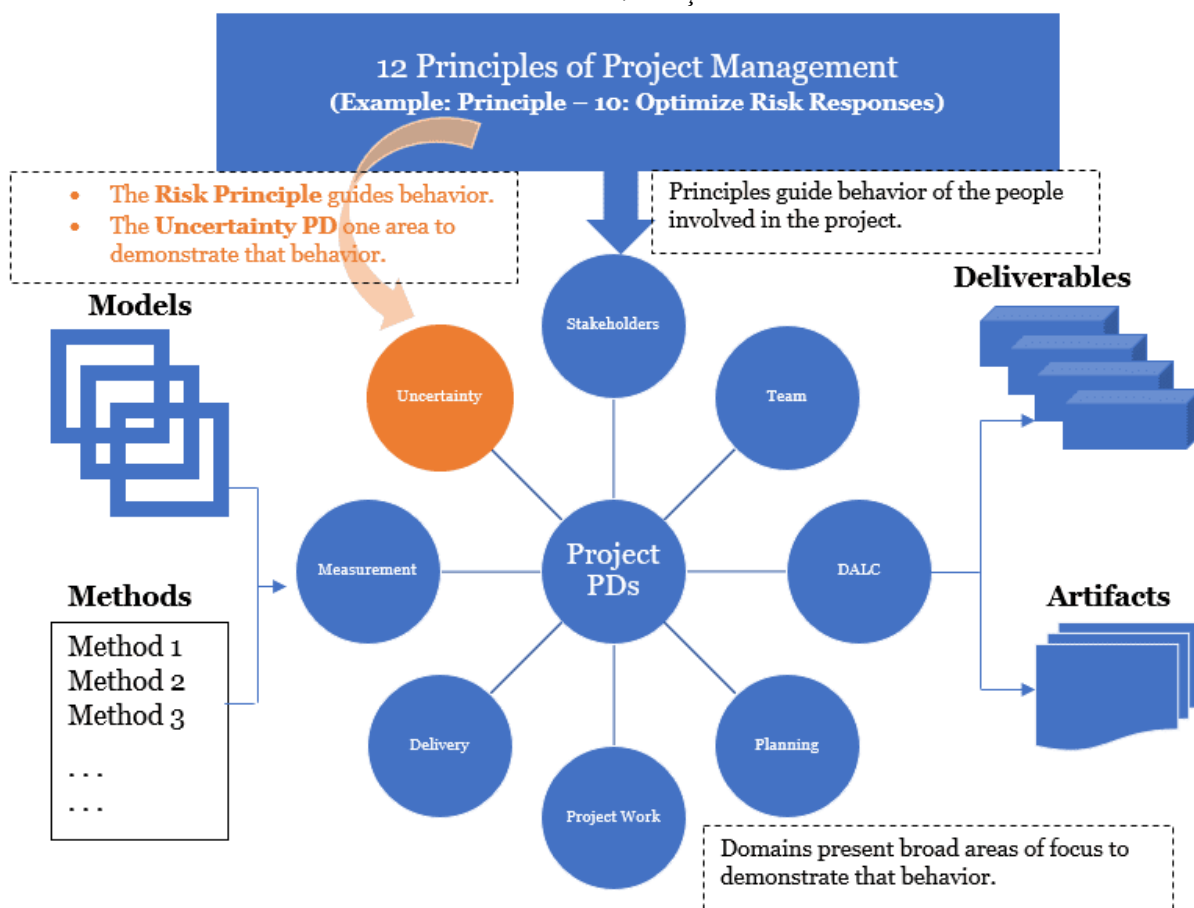 12 Principles of Project Management
(Example: Principle – 10: Optimize Risk Responses)
• The Risk Principle guides behavior.
• The Uncertainty PD one area to
demonstrate that behavior.
Principles guide behavior of the people
involved in the project.
Models
Deliverables
Stakeholders
Uncertainty
Team
Measurement
Project
PDs
DALC
Methods
Method 1
Method 2
Method 3
. . .
. . .
Artifacts
Delivery
Planning
Project Work
Domains present broad areas of focus to
demonstrate that behavior.